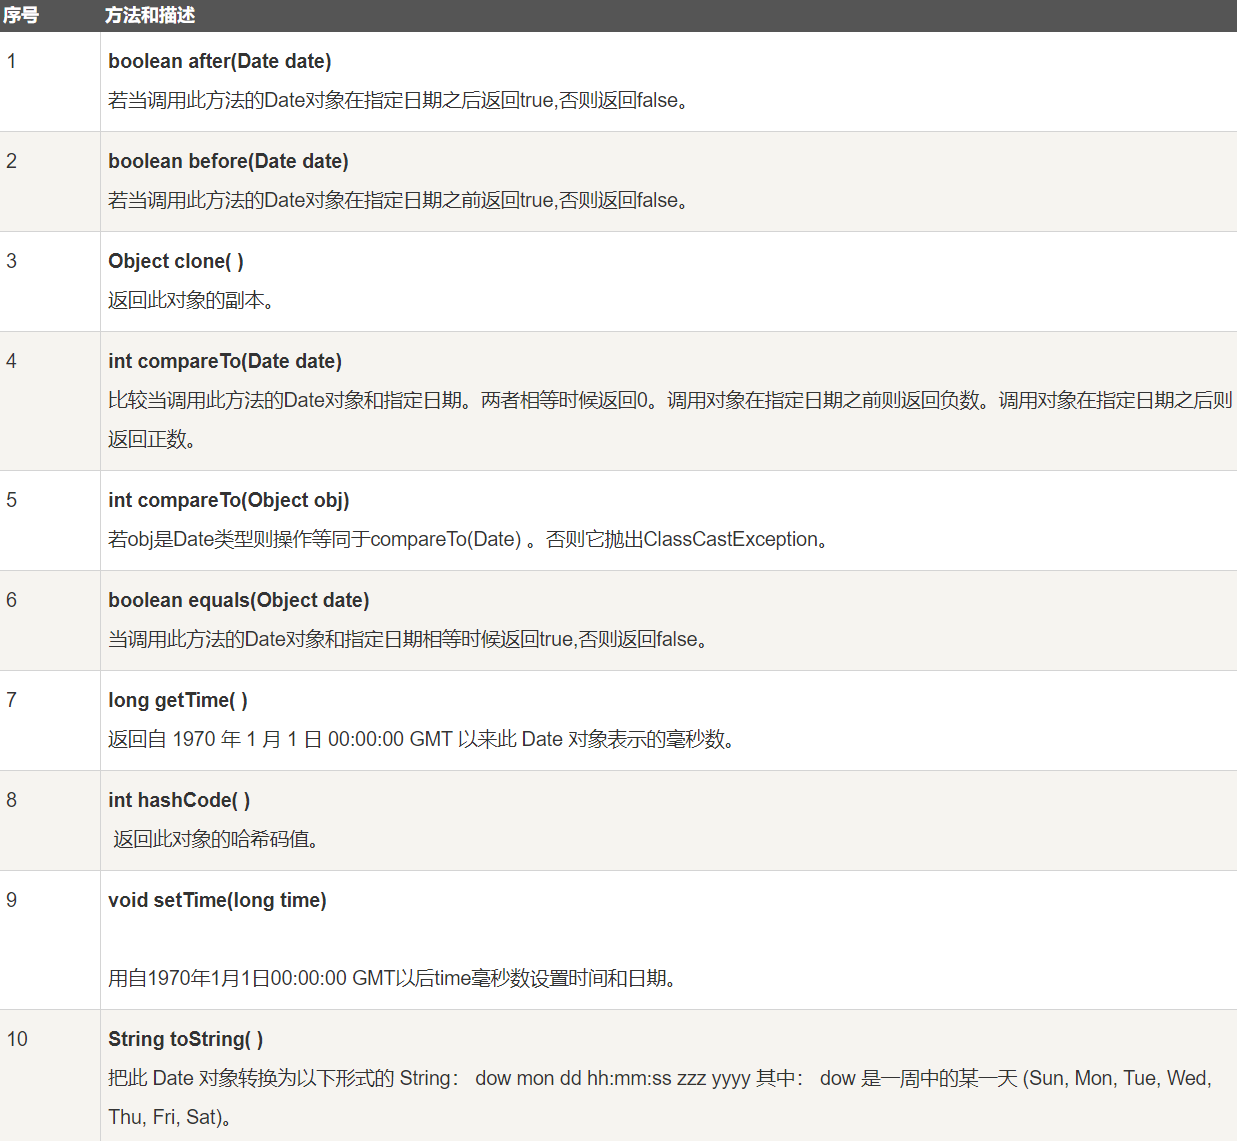 序号 方法和描述
1 boolean after(Date date)
若当调用此方法的Date对象在指定日期之后返回true,否则返回false。
2 boolean before(Date date)
若当调用此方法的Date对象在指定日期之前返回true,否则返回false。
3 Object clone( )
返回此对象的副本。
4 int compareTo(Date date)
比较当调用此方法的Date对象和指定日期。两者相等时候返回0。调用对象在指定日期之前则返回负数。调用对象在指定日期之后则
返回正数。
5 int compareTo(Object obj)
若obj是Date类型则操作等同于compareTo(Date) 。否则它抛出ClassCastException。
6 boolean equals(Object date)
当调用此方法的Date对象和指定日期相等时候返回true,否则返回false。
7 long getTime( )
返回自 1970 年 1 月 1 日 00:00:00 GMT 以来此 Date 对象表示的毫秒数。
8 int hashCode( )
返回此对象的哈希码值。
9 void setTime(long time)
用自1970年1月1日00:00:00 GMT以后time毫秒数设置时间和日期。
10 String toString( )
把此 Date 对象转换为以下形式的 String： dow mon dd hh:mm:ss zzz yyyy 其中： dow 是一周中的某一天 (Sun, Mon, Tue, Wed,
Thu, Fri, Sat)。